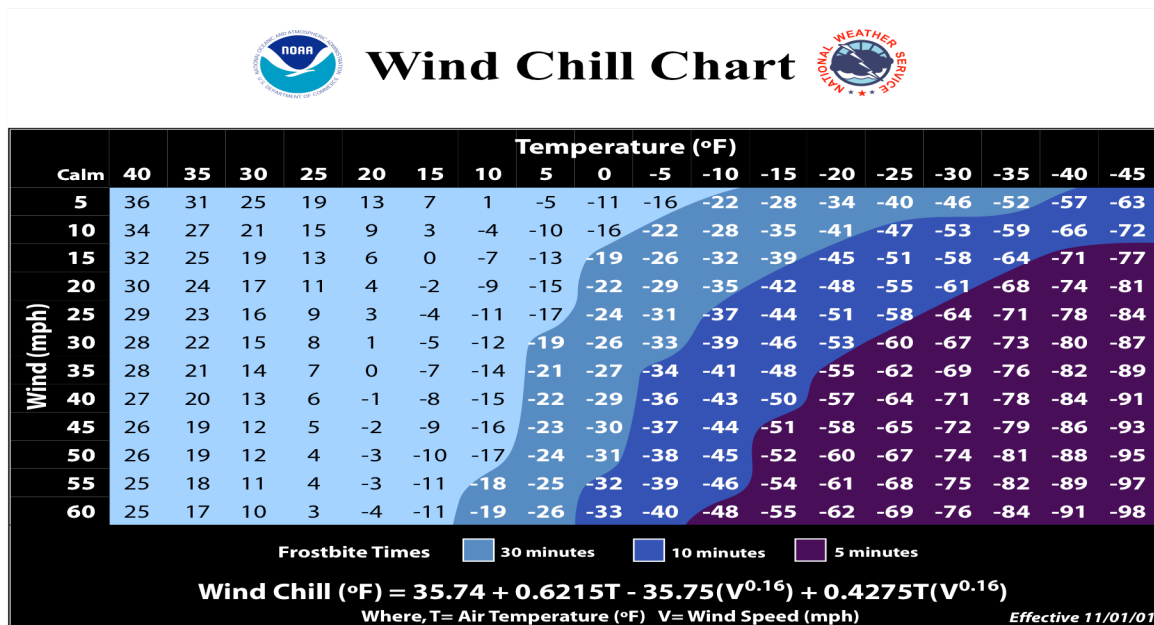 NATIONAL OCEANIC AND ATMOSPHERIC ADMINISTRATION
NOAA
U.S. DEPARTMENT OF COMMERCE
Wind Chill Chart
NATIONAL WEATHER SERVICE
Temperature (ºF)
Calm 40 35 30 25 20 15 10 5 0 -5 -10 -15 -20 -25 -30 -35 -40 -45
Wind (mph)
5 36 31 25 19 13 7 1 -5 -11 -16 -22 -28 -34 -40 -46 -52 -57 -63
10 34 27 21 15 9 3 -4 -10 -16 -22 -28 -35 -41 -47 -53 -59 -66 -72
15 32 25 19 13 6 0 -7 -13 -19 -26 -32 -39 -45 -51 -58 -64 -71 -77
20 30 24 17 11 4 -2 -9 -15 -22 -29 -35 -42 -48 -55 -61 -68 -74 -81
25 29 23 16 9 3 -4 -11 -17 -24 -31 -37 -44 -51 -58 -64 -71 -78 -84
30 28 22 15 8 1 -5 -12 -19 -26 -33 -39 -46 -53 -60 -67 -73 -80 -87
35 28 21 14 7 0 -7 -14 -21 -27 -34 -41 -48 -55 -62 -69 -76 -82 -89
40 27 20 13 6 -1 -8 -15 -22 -29 -36 -43 -50 -57 -64 -71 -78 -84 -91
45 26 19 12 5 -2 -9 -16 -23 -30 -37 -44 -51 -58 -65 -72 -79 -86 -93
50 26 19 12 4 -3 -10 -17 -24 -31 -38 -45 -52 -60 -67 -74 -81 -88 -95
55 25 18 11 4 -3 -11 -18 -25 -32 -39 -46 -54 -61 -68 -75 -82 -89 -97
60 25 17 10 3 -4 -11 -19 -26 -33 -40 -48 -55 -62 -69 -76 -84 -91 -98
Frostbite Times 30 minutes 10 minutes 5 minutes
Wind Chill (ºF) = 35.74 + 0.6215T - 35.75(V^0.16) + 0.4275T(V^0.16)
Where, T= Air Temperature (ºF) V= Wind Speed (mph)
Effective 11/01/01